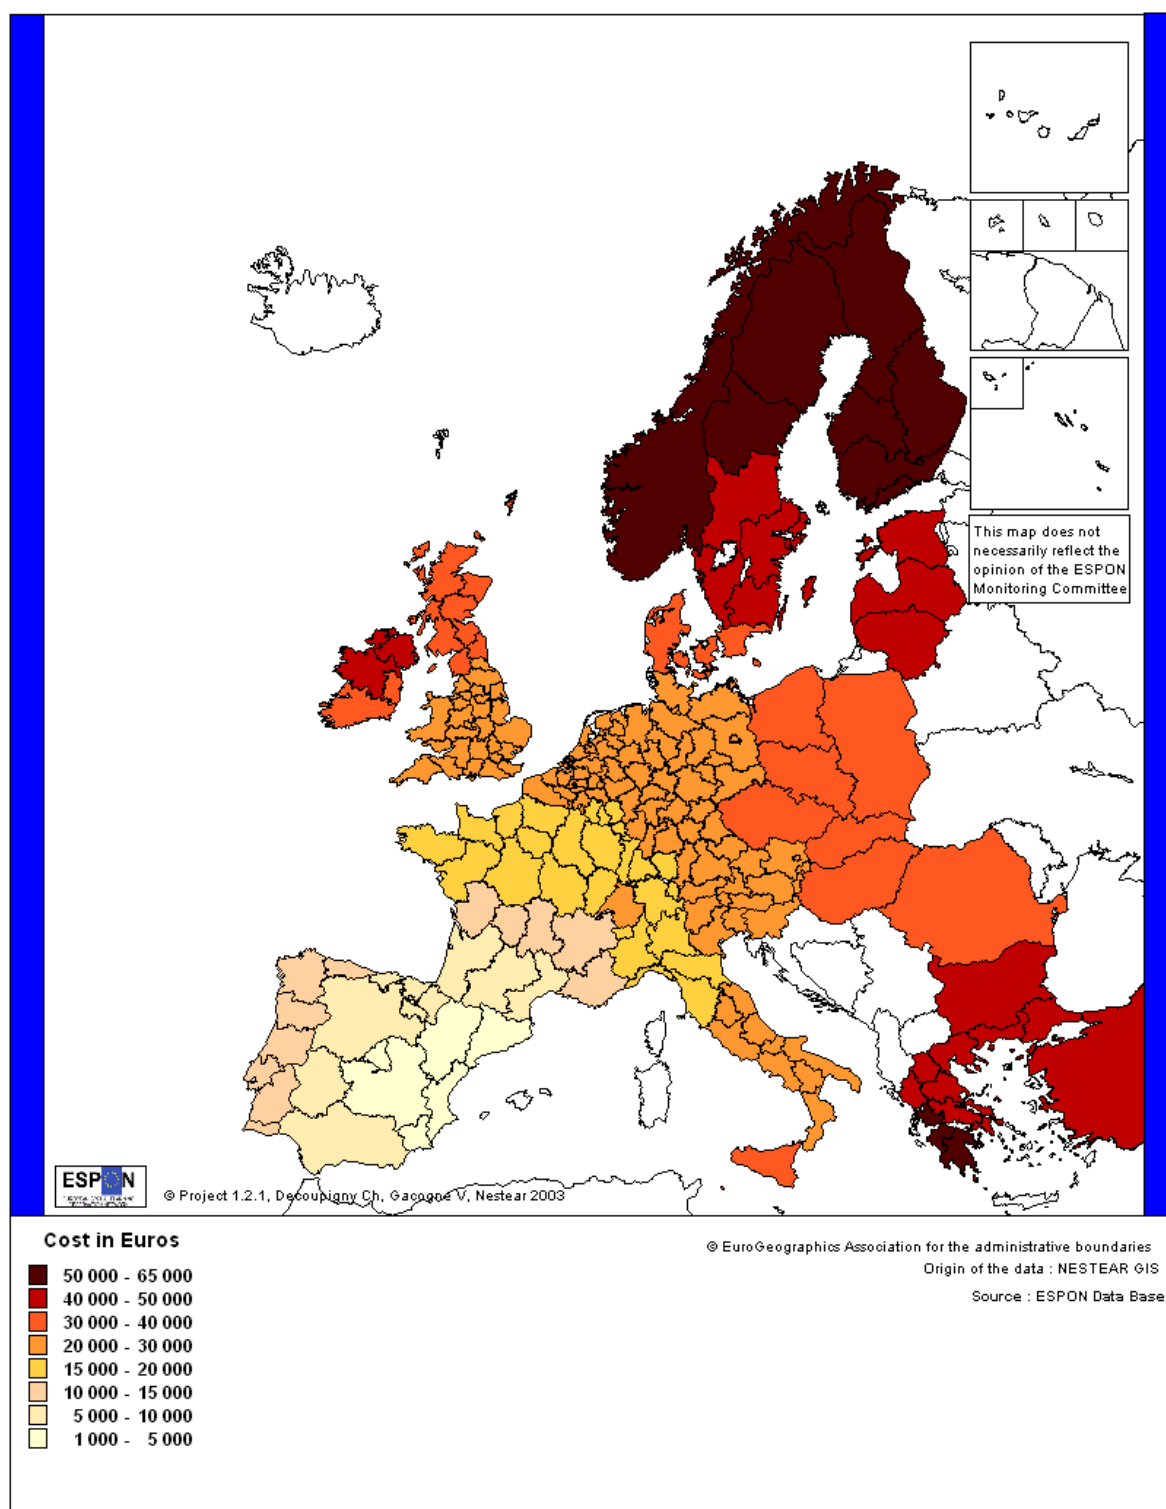 This map does not
necessarily reflect the
opinion of the ESPON
Monitoring Committee
ESPON
© Project 1.2.1, Decoupigny Ch, Gacogne V, Nestear 2003
Cost in Euros
50 000 - 65 000
40 000 - 50 000
30 000 - 40 000
20 000 - 30 000
15 000 - 20 000
10 000 - 15 000
5 000 - 10 000
1 000 - 5 000
© EuroGeographics Association for the administrative boundaries
Origin of the data : NESTEAR GIS
Source : ESPON Data Base